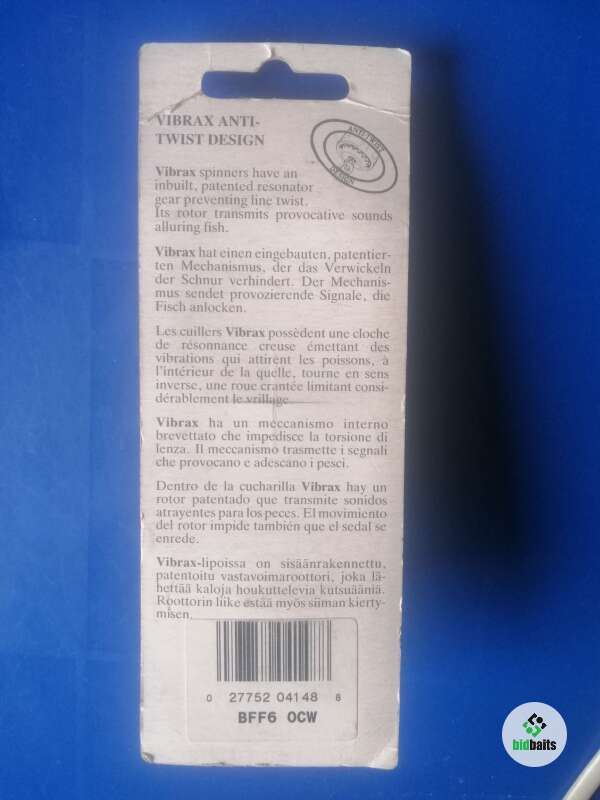 VIBRAX ANTI-
TWIST DESIGN
ANTI-TWIST
DESIGN
Vibrax spinners have an
inbuilt, patented resonator
gear preventing line twist.
Its rotor transmits provocative sounds
alluring fish.
Vibrax hat einen eingebauten, patentier-
ten Mechanismus, der das Verwickeln
der Schnur verhindert. Der Mechanis-
mus sendet provozierende Signale, die
Fisch anlocken.
Les cuillers Vibrax possèdent une cloche
de résonnance creuse émettant des
vibrations qui attirent les poissons, à
l'intérieur de la quelle, tourne en sens
inverse, une roue crantée limitant consi-
dérablement le vrillage.
Vibrax ha un meccanismo interno
brevettato che impedisce la torsione di
lenza. Il meccanismo trasmette i segnali
che provocano e adescano i pesci.
Dentro de la cucharilla Vibrax hay un
rotor patentado que transmite sonidos
atrayentes para los peces. El movimiento
del rotor impide también que el sedal se
enrede.
Vibrax-lipoissa on sisäänrakennettu,
patentoitu vastavoimaroottori, joka lä-
hettää kaloja houkuttelevia kutsuääniä.
Roottorin liike estää myös siiman kierty-
misen.
0 27752 04148 8
BFF6 OCW
bidbaits